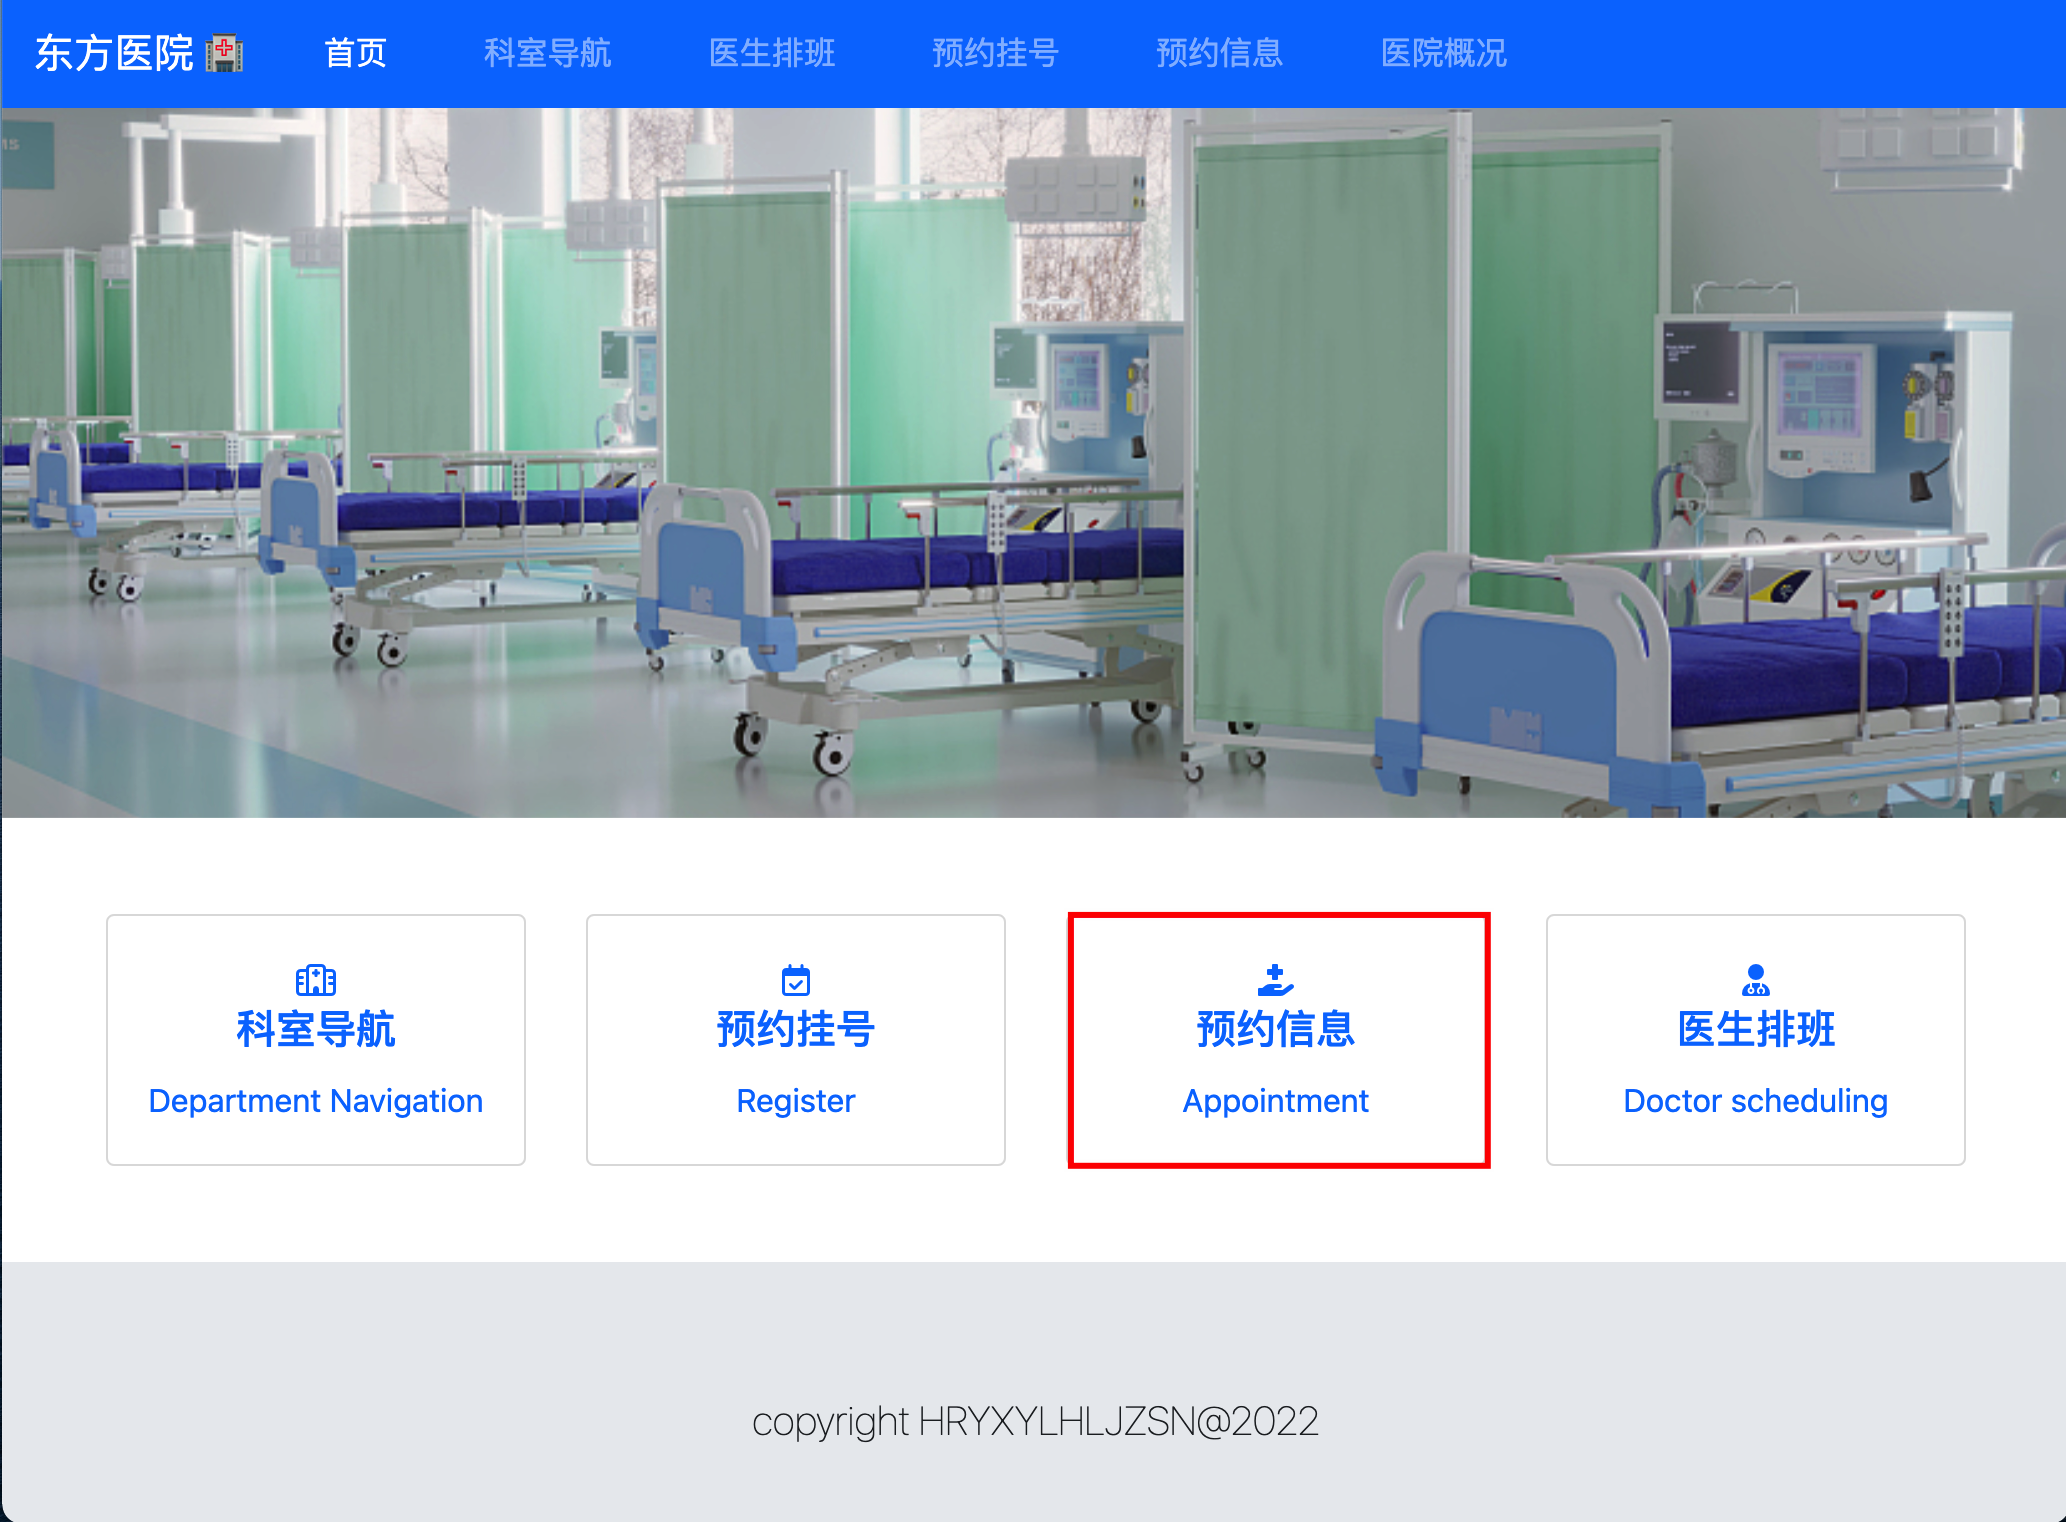 东方医院
首页
科室导航
医生排班
预约挂号
预约信息
医院概况
科室导航
Department Navigation
预约挂号
Register
预约信息
Appointment
医生排班
Doctor scheduling
copyright HRYXYLHLJZSN@2022